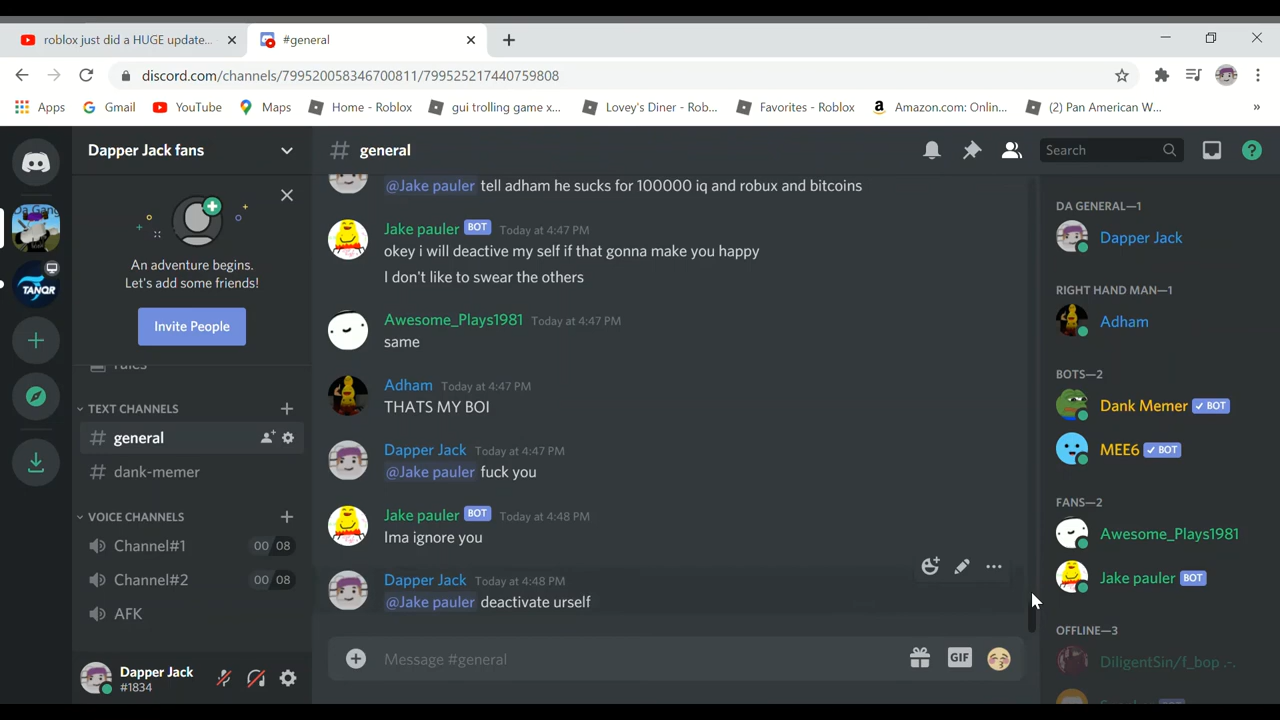 roblox just did a HUGE update...
#general
discord.com/channels/799520058346700811/799525217440759808
Apps
Gmail
YouTube
Maps
Home - Roblox
gui trolling game x...
Lovey's Diner - Rob...
Favorites - Roblox
Amazon.com: Onlin...
(2) Pan American W...
»
Da Gang
TANQR
Dapper Jack fans
An adventure begins.
Let's add some friends!
Invite People
rules
TEXT CHANNELS
# general
# dank-memer
VOICE CHANNELS
Channel#1 00 08
Channel#2 00 08
AFK
Dapper Jack
#1834
# general
Search
@Jake pauler tell adham he sucks for 100000 iq and robux and bitcoins
Jake pauler BOT Today at 4:47 PM
okey i will deactive my self if that gonna make you happy
I don't like to swear the others
Awesome_Plays1981 Today at 4:47 PM
same
Adham Today at 4:47 PM
THATS MY BOI
Dapper Jack Today at 4:47 PM
@Jake pauler fuck you
Jake pauler BOT Today at 4:48 PM
Ima ignore you
Dapper Jack Today at 4:48 PM
@Jake pauler deactivate urself
Message #general
GIF
DA GENERAL—1
Dapper Jack
RIGHT HAND MAN—1
Adham
BOTS—2
Dank Memer BOT
MEE6 BOT
FANS—2
Awesome_Plays1981
Jake pauler BOT
OFFLINE—3
DiligentSin/f_bop .-.